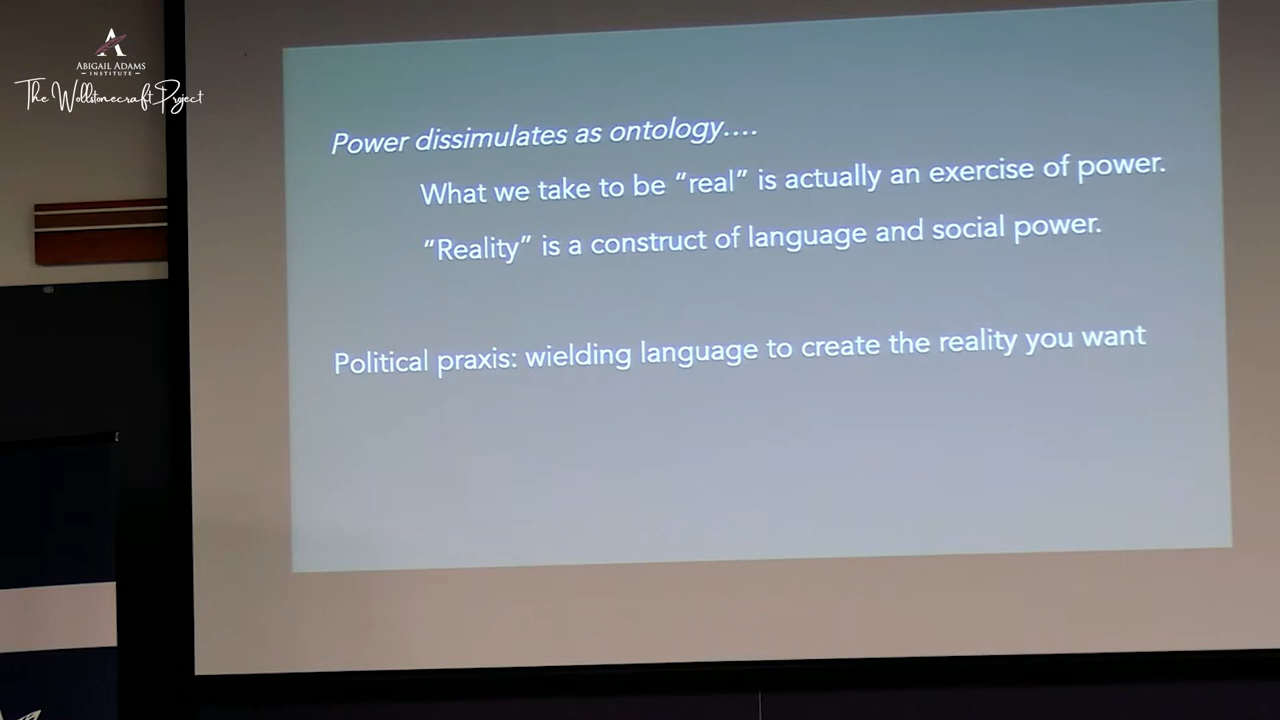 ABIGAIL ADAMS
INSTITUTE
The Wollstonecraft Project
Power dissimulates as ontology....
What we take to be “real” is actually an exercise of power.
“Reality” is a construct of language and social power.
Political praxis: wielding language to create the reality you want